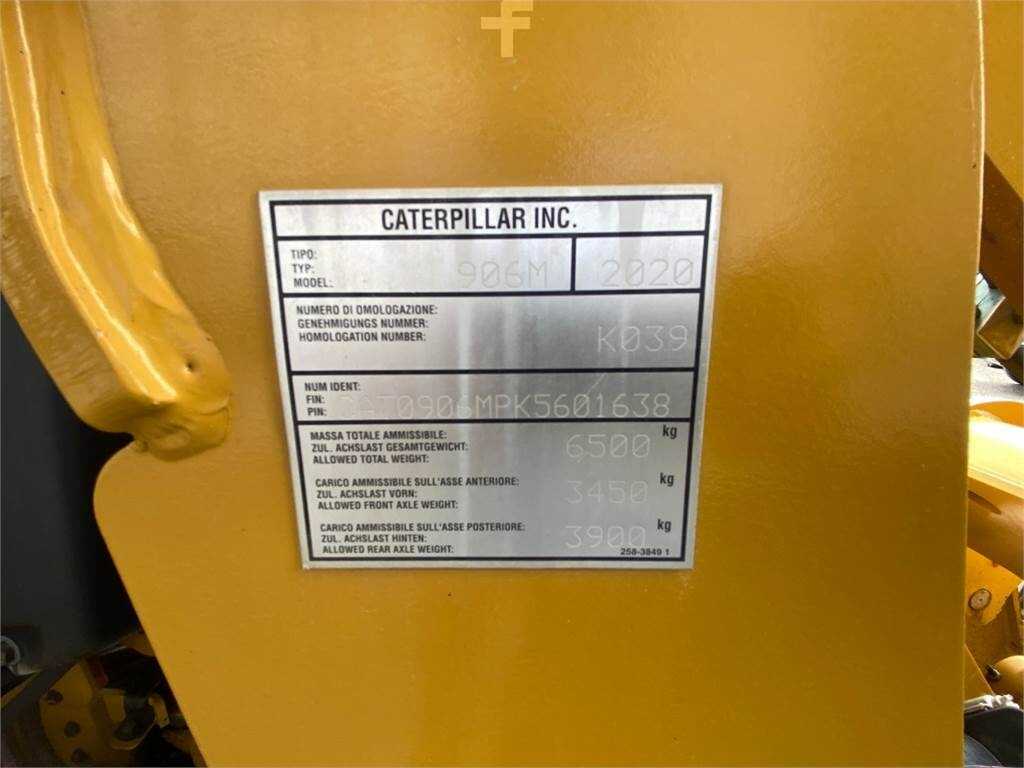 CATERPILLAR INC.
TIPO:
TYP:
MODEL: 906M 2020
NUMERO DI OMOLOGAZIONE:
GENEHMIGUNGS NUMMER:
HOMOLOGATION NUMBER: K039
NUM IDENT:
FIN:
PIN: CAT0906MPK5601638
MASSA TOTALE AMMISSIBILE:
ZUL. ACHSLAST GESAMTGEWICHT: 6500 kg
ALLOWED TOTAL WEIGHT:
CARICO AMMISSIBILE SULL'ASSE ANTERIORE:
ZUL. ACHSLAST VORN: 3450 kg
ALLOWED FRONT AXLE WEIGHT:
CARICO AMMISSIBILE SULL'ASSE POSTERIORE:
ZUL. ACHSLAST HINTEN: 3900 kg
ALLOWED REAR AXLE WEIGHT:
258-3849 1